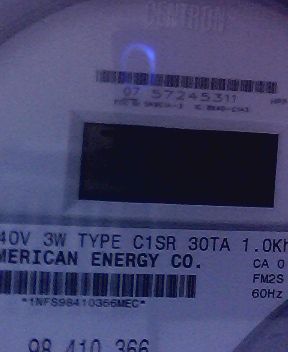 CENTRON
07 57245311
40V 3W TYPE C1SR 30TA 1.0Kh
MERICAN ENERGY CO.
CA 0
FM2S
60Hz
*1NFS98410366MEC*
98 410 366